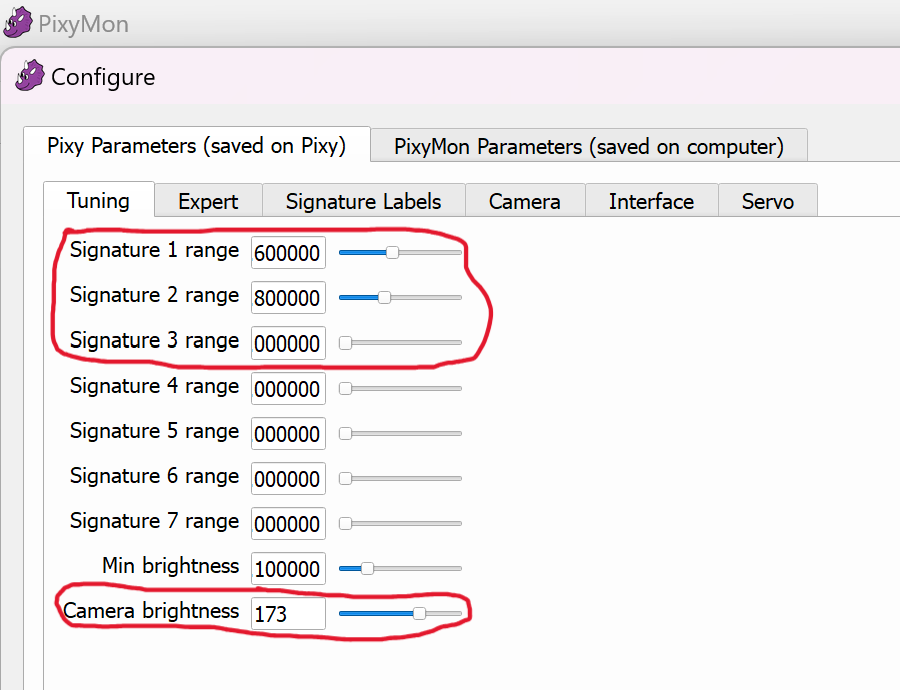 PixyMon
Configure
Pixy Parameters (saved on Pixy) PixyMon Parameters (saved on computer)
Tuning Expert Signature Labels Camera Interface Servo
Signature 1 range 600000
Signature 2 range 800000
Signature 3 range 000000
Signature 4 range 000000
Signature 5 range 000000
Signature 6 range 000000
Signature 7 range 000000
Min brightness 100000
Camera brightness 173